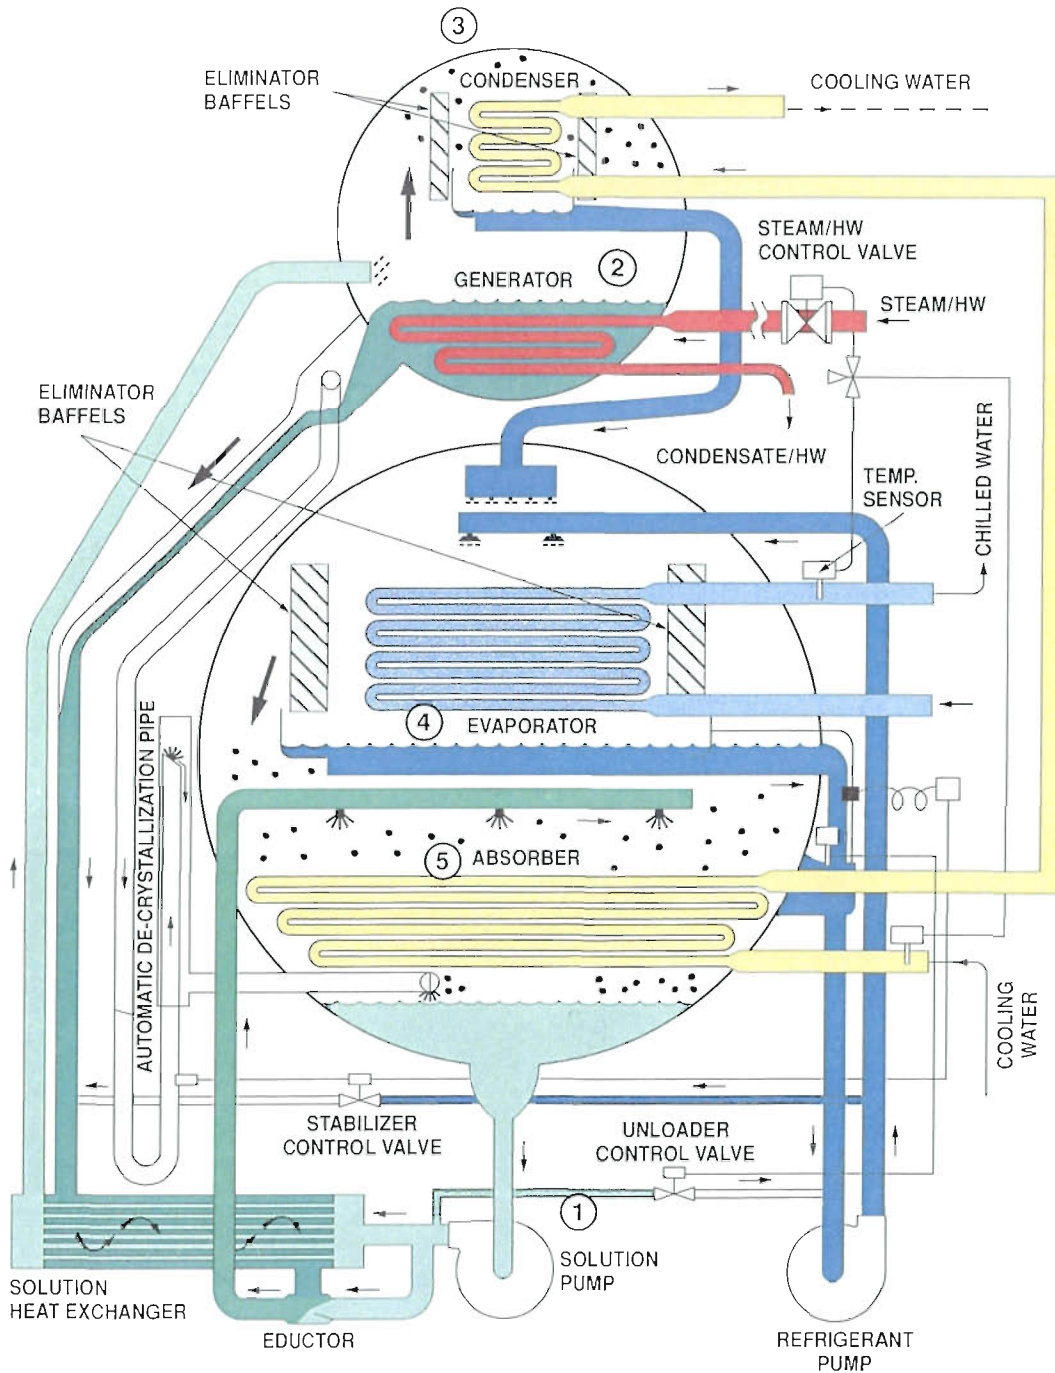 3
ELIMINATOR
BAFFELS
CONDENSER
COOLING WATER
STEAM/HW
CONTROL VALVE
2
GENERATOR
STEAM/HW
ELIMINATOR
BAFFELS
CONDENSATE/HW
TEMP.
SENSOR
CHILLED WATER
4
EVAPORATOR
AUTOMATIC DE-CRYSTALLIZATION PIPE
5
ABSORBER
COOLING
WATER
STABILIZER
CONTROL VALVE
UNLOADER
CONTROL VALVE
1
SOLUTION
PUMP
SOLUTION
HEAT EXCHANGER
EDUCTOR
REFRIGERANT
PUMP